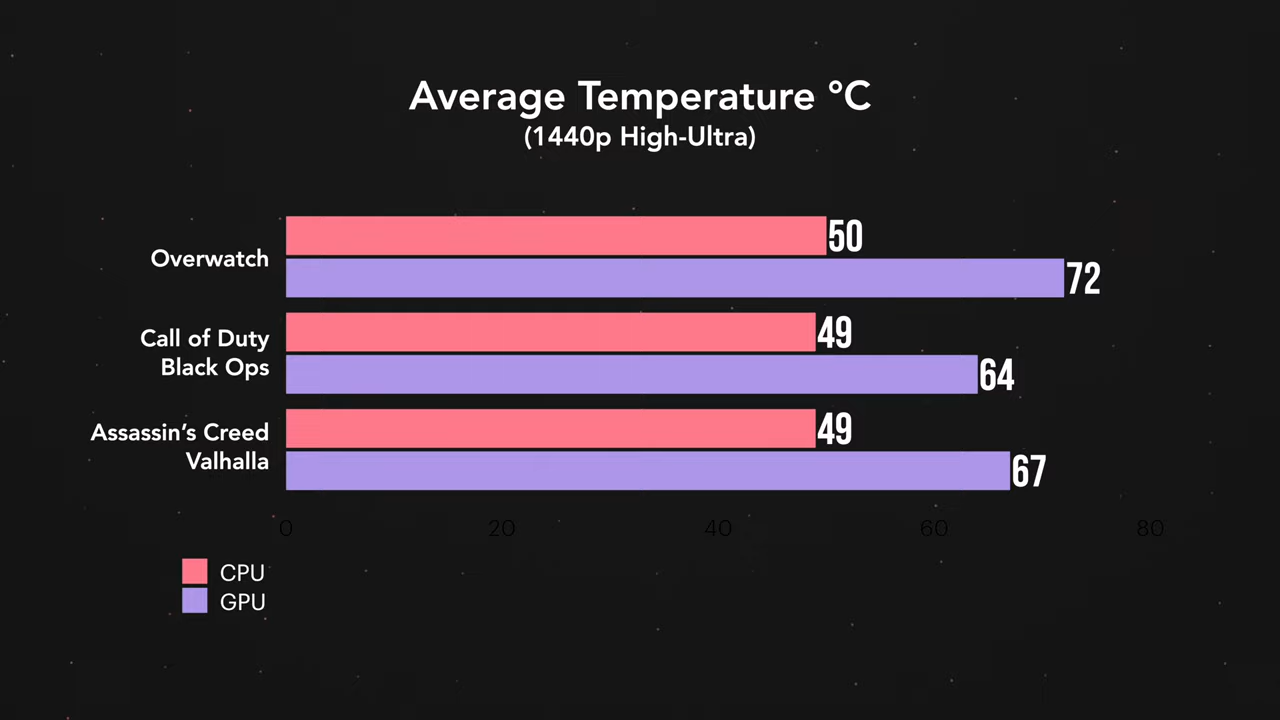 Average Temperature °C
(1440p High-Ultra)
Overwatch
50
72
Call of Duty
Black Ops
49
64
Assassin's Creed
Valhalla
49
67
0 20 40 60 80
CPU
GPU